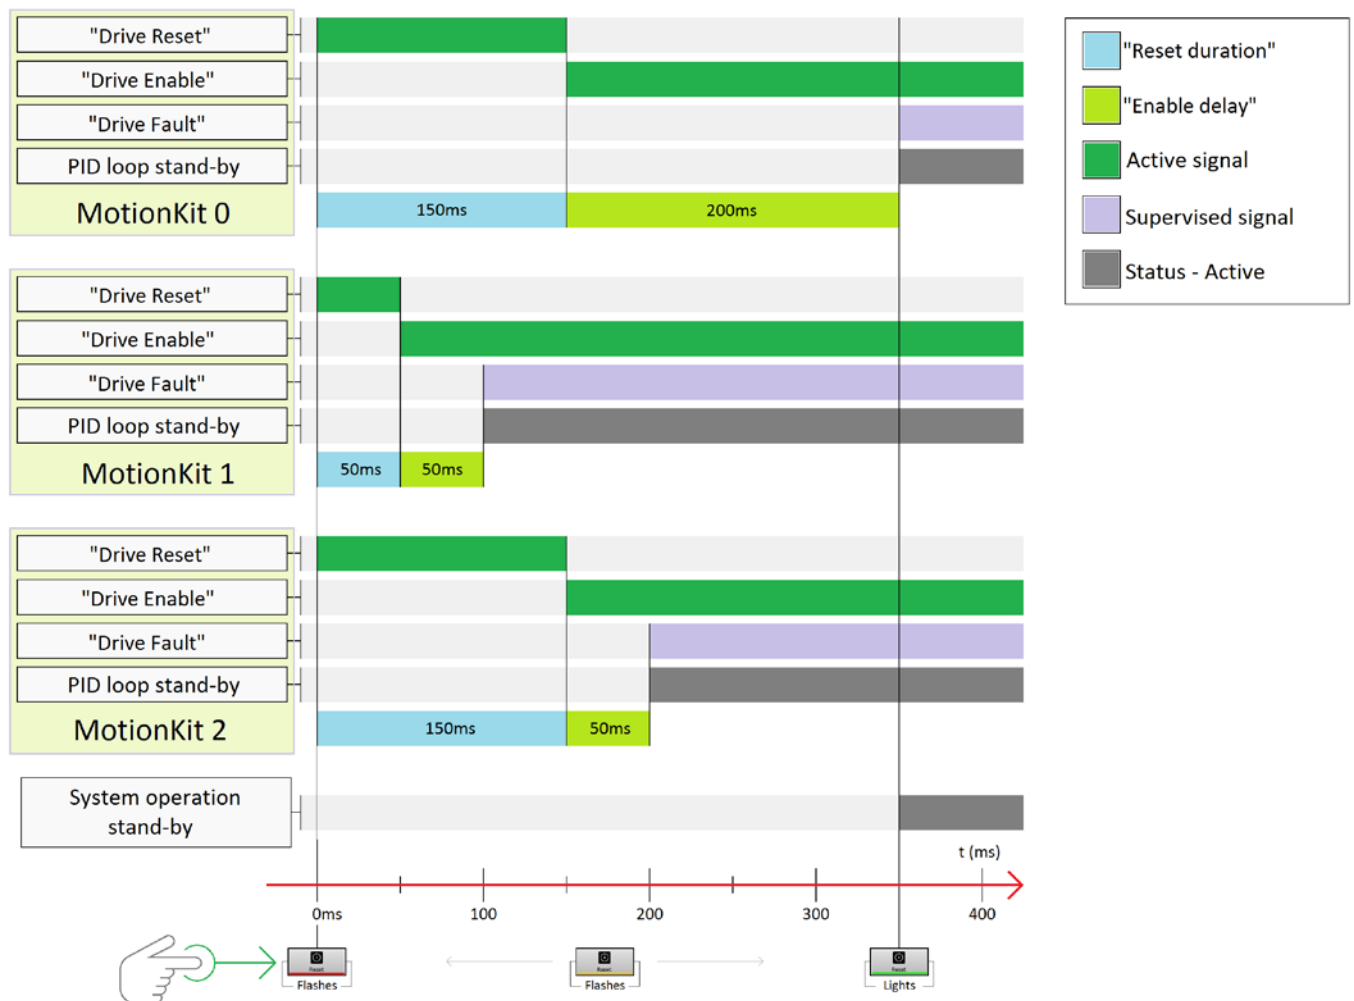 "Drive Reset"
"Drive Enable"
"Drive Fault"
PID loop stand-by
MotionKit 0
150ms
200ms
"Reset duration"
"Enable delay"
Active signal
Supervised signal
Status - Active
"Drive Reset"
"Drive Enable"
"Drive Fault"
PID loop stand-by
MotionKit 1
50ms
50ms
"Drive Reset"
"Drive Enable"
"Drive Fault"
PID loop stand-by
MotionKit 2
150ms
50ms
System operation
stand-by
t (ms)
0ms
100
200
300
400
Reset
Flashes
Reset
Flashes
Reset
Lights